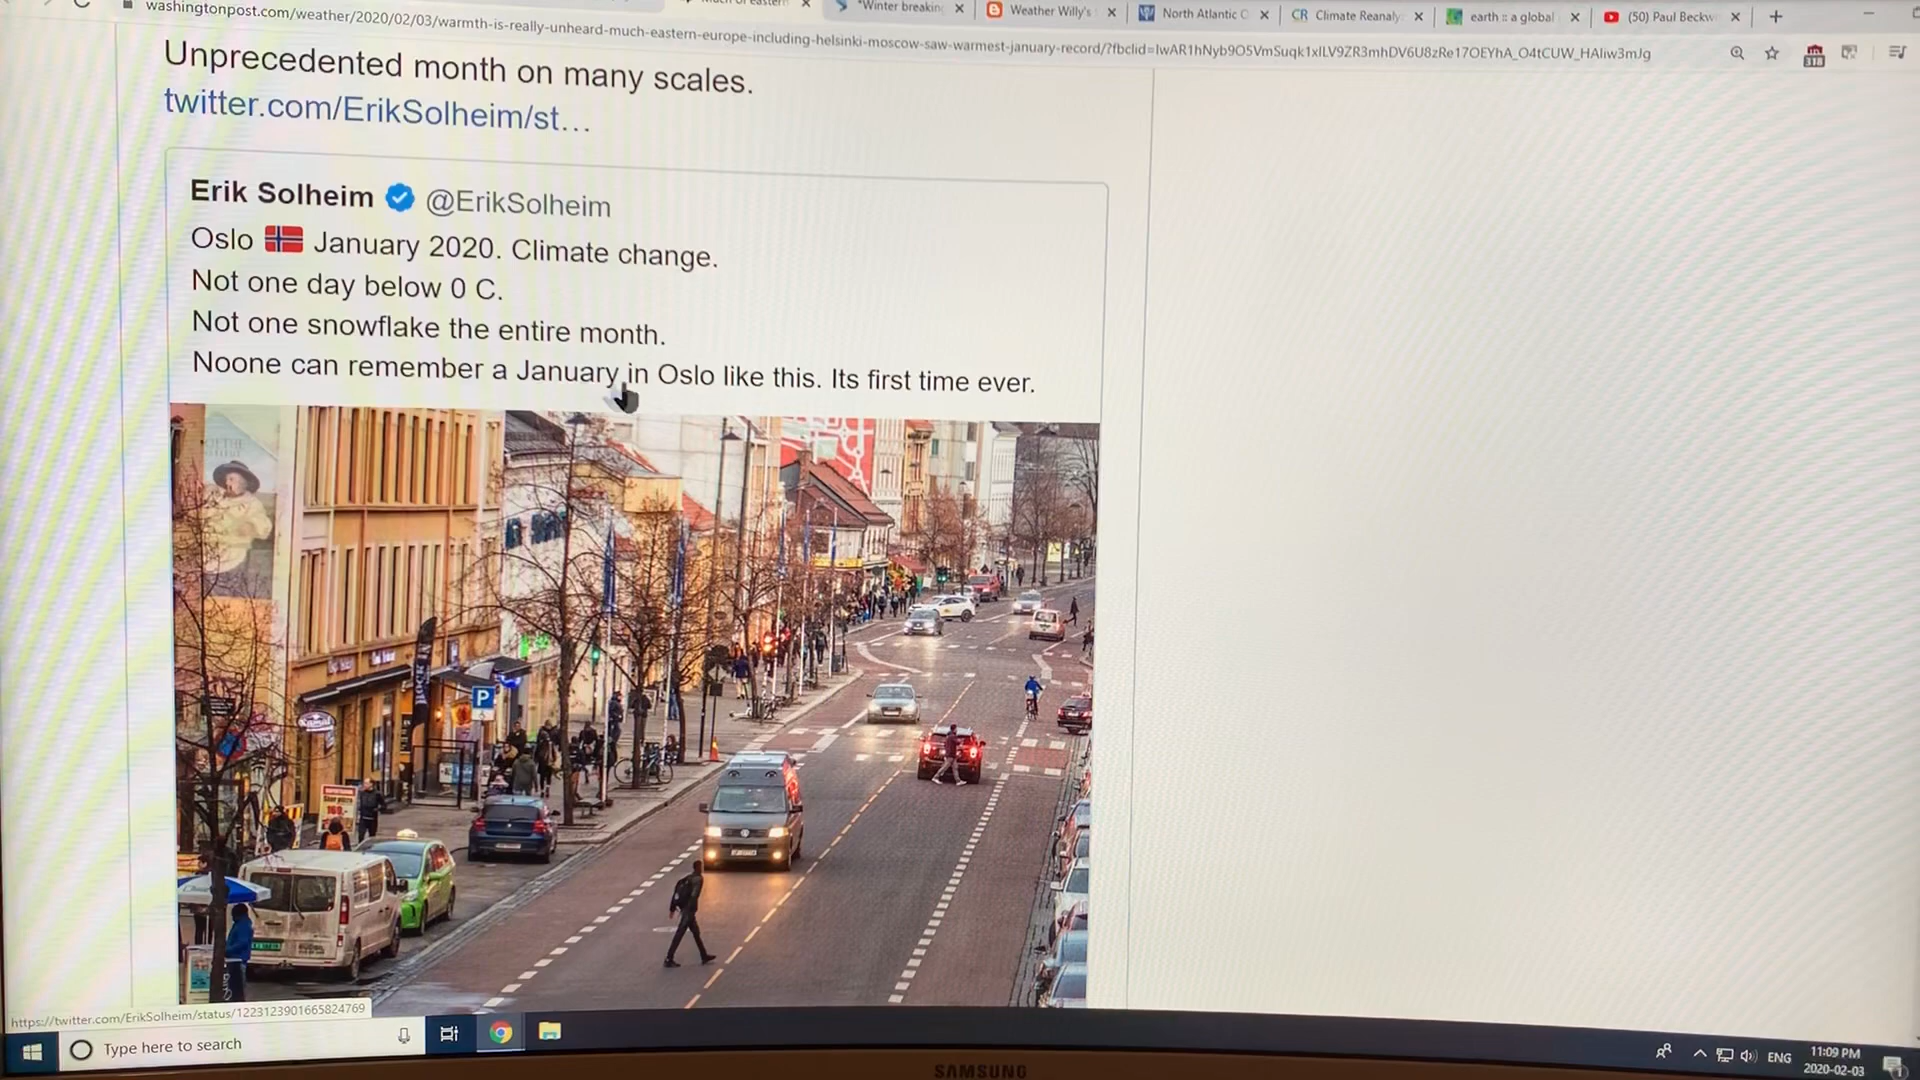 "Winter breakin
Weather Willy's
North Atlantic O
CR Climate Reanaly
earth :: a global
(50) Paul Beckw
washingtonpost.com/weather/2020/02/03/warmth-is-really-unheard-much-eastern-europe-including-helsinki-moscow-saw-warmest-january-record/?fbclid=
318
Unprecedented month on many scales.
twitter.com/ErikSolheim/st…
Erik Solheim @ErikSolheim
Oslo 🇳🇴 January 2020. Climate change.
Not one day below 0 C.
Not one snowflake the entire month.
Noone can remember a January in Oslo like this. Its first time ever.
P
https://twitter.com/ErikSolheim/status/1223123901665824769
Type here to search
ENG
11:09 PM
2020-02-03
SAMSUNG